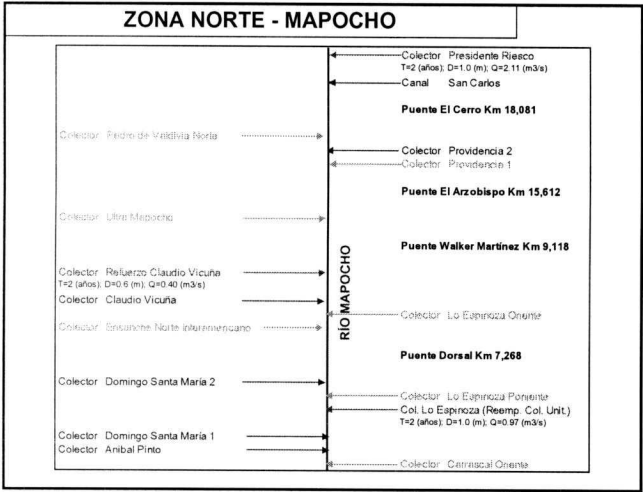 ZONA NORTE - MAPOCHO
Colector Presidente Riesco
T=2 (años); D=1.0 (m); Q=2.11 (m3/s)
Canal San Carlos
Puente El Cerro Km 18,081
Colector Pedro de Valdivia Norte
Colector Providencia 2
Colector Providencia 1
Puente El Arzobispo Km 15,612
Colector Ultra Mapocho
Puente Walker Martínez Km 9,118
RÍO MAPOCHO
Colector Refuerzo Claudio Vicuña
T=2 (años); D=0.6 (m); Q=0.40 (m3/s)
Colector Claudio Vicuña
Colector Lo Espinoza Oriente
Colector Enlace Norte Interamericano
Puente Dorsal Km 7,268
Colector Domingo Santa María 2
Colector Lo Espinoza Poniente
Col. Lo Espinoza (Reemp. Col. Unit.)
T=2 (años); D=1.0 (m); Q=0.97 (m3/s)
Colector Domingo Santa María 1
Colector Anibal Pinto
Colector Carrascal Oriente